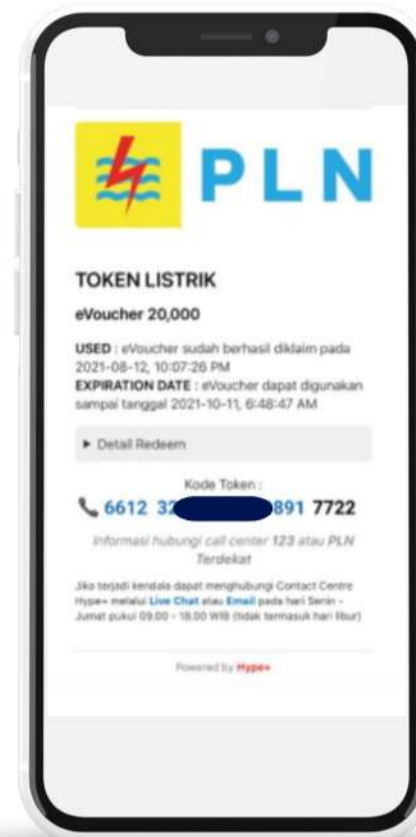 PLN
TOKEN LISTRIK
eVoucher 20,000
USED : eVoucher sudah berhasil diklaim pada
2021-08-12, 10:07:26 PM
EXPIRATION DATE : eVoucher dapat digunakan
sampai tanggal 2021-10-11, 6:48:47 AM
▶ Detail Redeem
Kode Token :
6612 32 891 7722
Informasi hubungi call center 123 atau PLN
Terdekat
Jika terjadi kendala dapat menghubungi Contact Centre
Hype+ melalui Live Chat atau Email pada hari Senin -
Jumat pukul 09.00 - 18.00 WIB (tidak termasuk hari libur)
Powered by Hype+